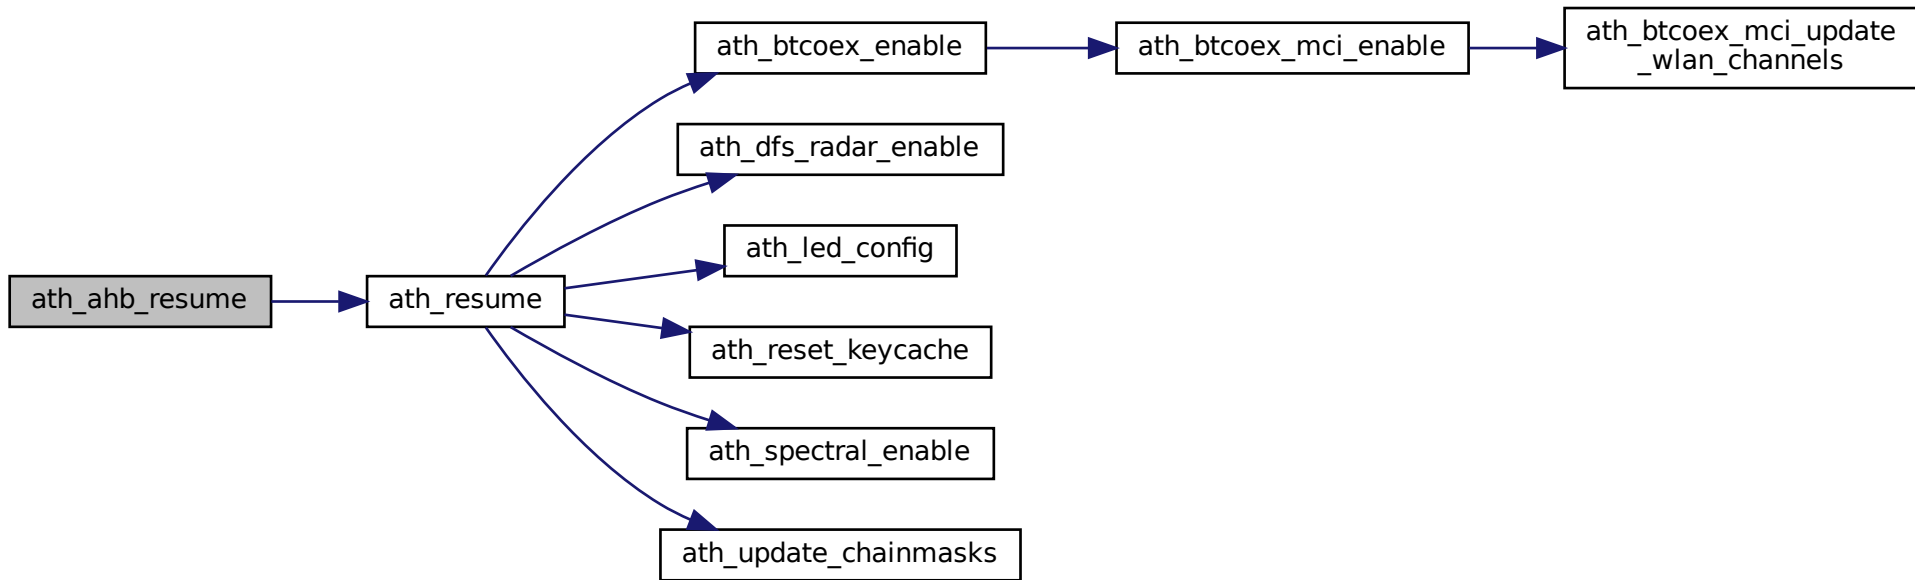 ath_ahb_resume
ath_resume
ath_btcoex_enable
ath_btcoex_mci_enable
ath_btcoex_mci_update
_wlan_channels
ath_dfs_radar_enable
ath_led_config
ath_reset_keycache
ath_spectral_enable
ath_update_chainmasks